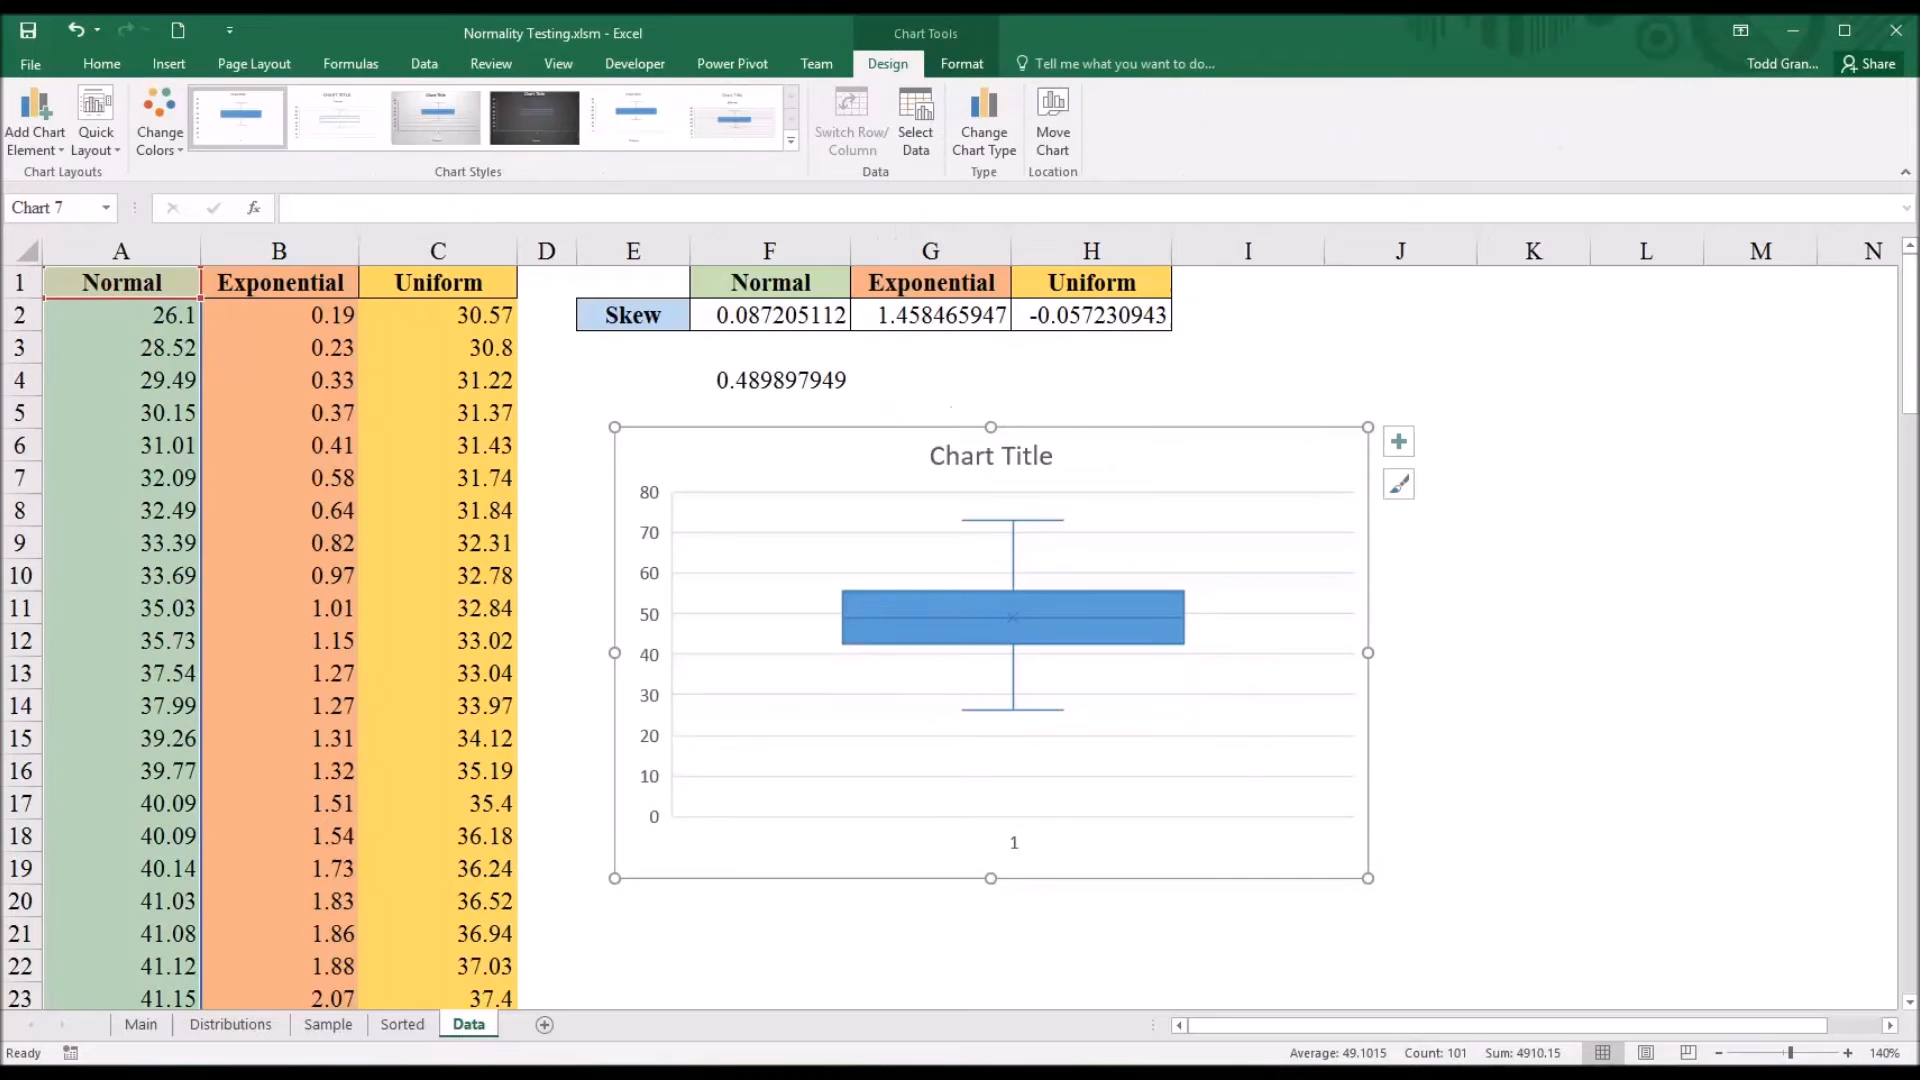 Normality Testing.xlsm - Excel
Chart Tools
File Home Insert Page Layout Formulas Data Review View Developer Power Pivot Team Design Format Tell me what you want to do... Todd Gran... Share
Add Chart Element Quick Layout Change Colors Switch Row/ Column Select Data Change Chart Type Move Chart
Chart Layouts Chart Styles Data Type Location
Chart 7 fx
A B C D E F G H I J K L M N
1 Normal Exponential Uniform Normal Exponential Uniform
2 26.1 0.19 30.57 Skew 0.087205112 1.458465947 -0.057230943
3 28.52 0.23 30.8
4 29.49 0.33 31.22 0.489897949
5 30.15 0.37 31.37
6 31.01 0.41 31.43
7 32.09 0.58 31.74
8 32.49 0.64 31.84
9 33.39 0.82 32.31
10 33.69 0.97 32.78
11 35.03 1.01 32.84
12 35.73 1.15 33.02
13 37.54 1.27 33.04
14 37.99 1.27 33.97
15 39.26 1.31 34.12
16 39.77 1.32 35.19
17 40.09 1.51 35.4
18 40.09 1.54 36.18
19 40.14 1.73 36.24
20 41.03 1.83 36.52
21 41.08 1.86 36.94
22 41.12 1.88 37.03
23 41.15 2.07 37.4
Chart Title
80
70
60
50
40
30
20
10
0
1
Main Distributions Sample Sorted Data
Ready Average: 49.1015 Count: 101 Sum: 4910.15 140%